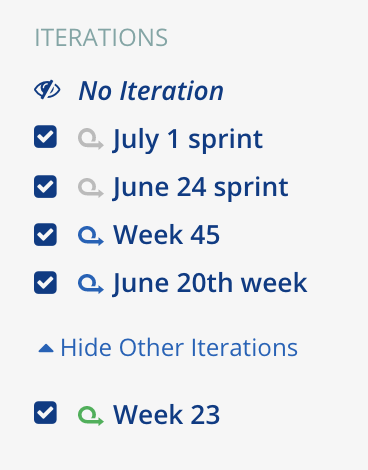 ITERATIONS
No Iteration
July 1 sprint
June 24 sprint
Week 45
June 20th week
Hide Other Iterations
Week 23